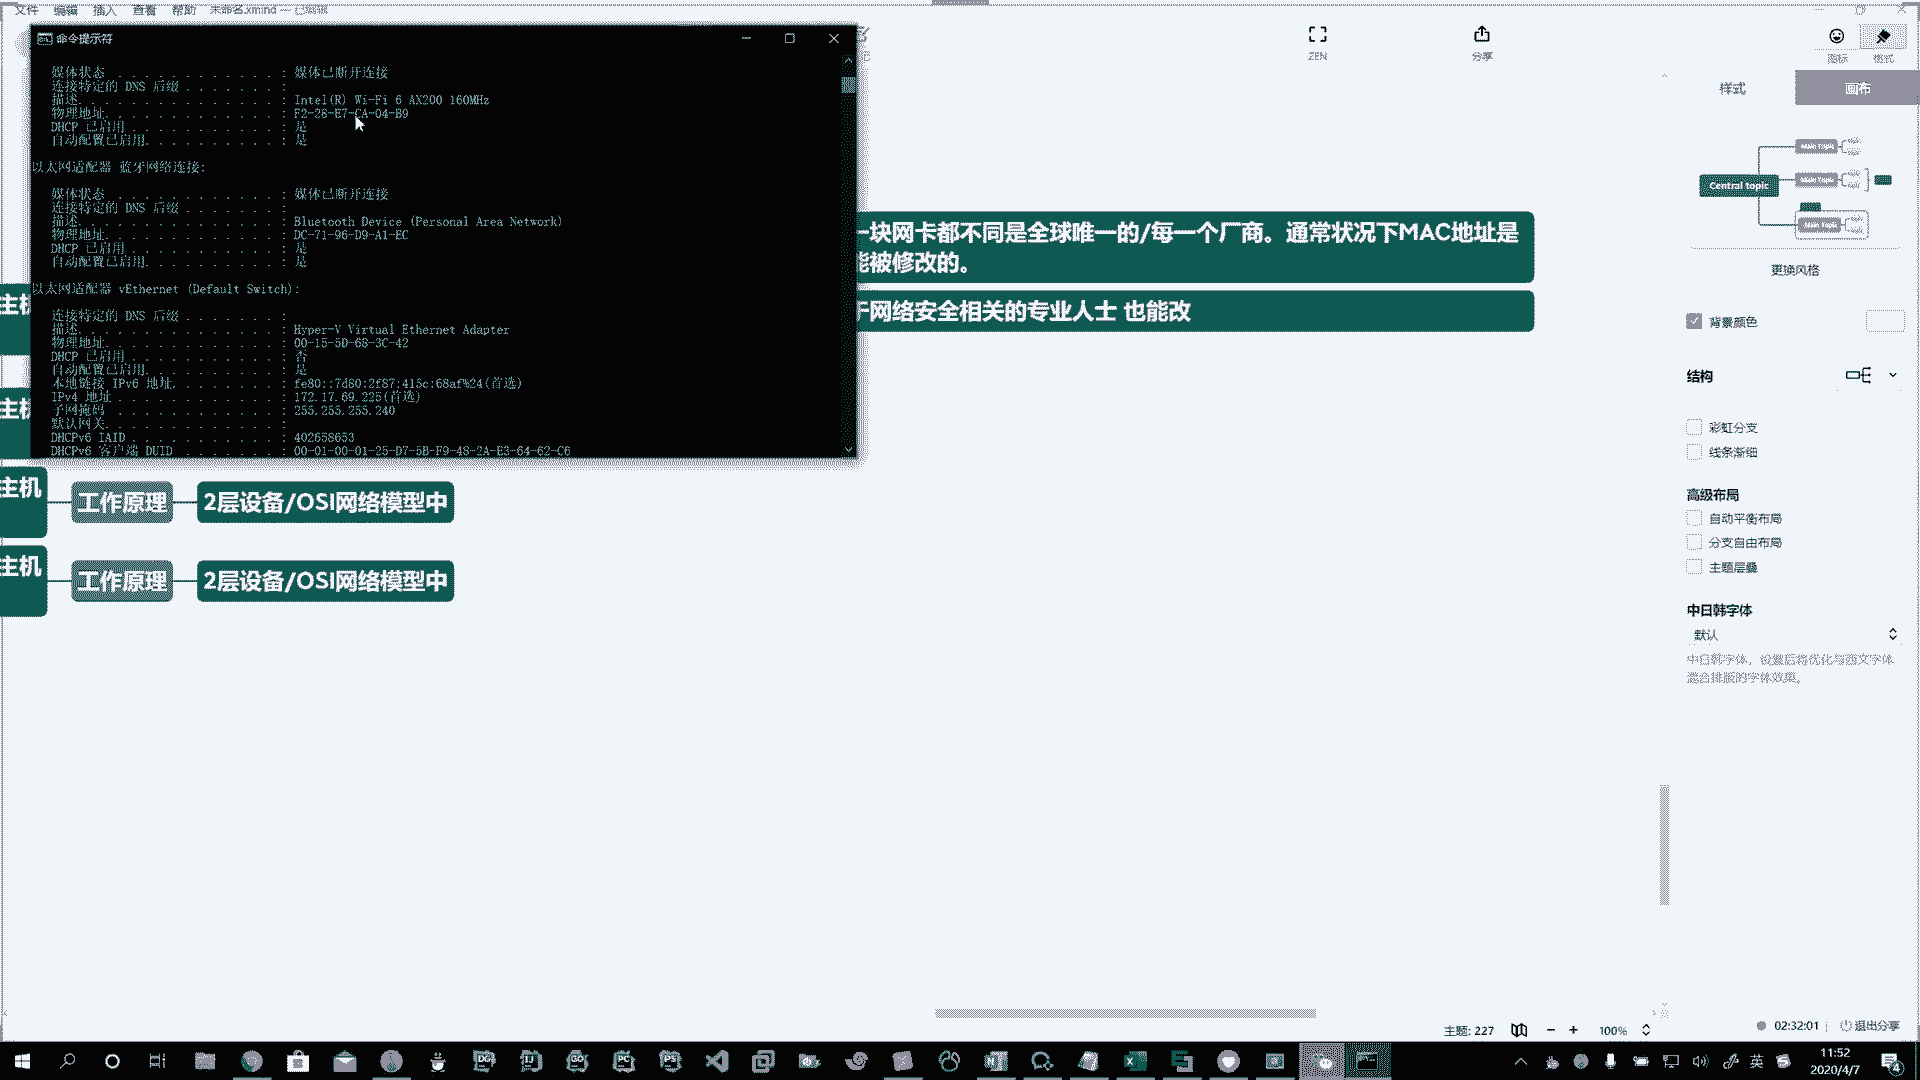 文件 编辑 插入 查看 帮助 未命名.xmind — 已编辑
命令提示符
媒体状态 . . . . . . . . . . . . : 媒体已断开连接
连接特定的 DNS 后缀 . . . . . . . :
描述. . . . . . . . . . . . . . . : Intel(R) Wi-Fi 6 AX200 160MHz
物理地址. . . . . . . . . . . . . : F2-28-E7-CA-04-B9
DHCP 已启用 . . . . . . . . . . . : 是
自动配置已启用. . . . . . . . . . : 是
以太网适配器 蓝牙网络连接:
媒体状态 . . . . . . . . . . . . : 媒体已断开连接
连接特定的 DNS 后缀 . . . . . . . :
描述. . . . . . . . . . . . . . . : Bluetooth Device (Personal Area Network)
物理地址. . . . . . . . . . . . . : DC-71-96-D9-A1-EC
DHCP 已启用 . . . . . . . . . . . : 是
自动配置已启用. . . . . . . . . . : 是
以太网适配器 vEthernet (Default Switch):
连接特定的 DNS 后缀 . . . . . . . :
描述. . . . . . . . . . . . . . . : Hyper-V Virtual Ethernet Adapter
物理地址. . . . . . . . . . . . . : 00-15-5D-68-3C-42
DHCP 已启用 . . . . . . . . . . . : 否
自动配置已启用. . . . . . . . . . : 是
本地链接 IPv6 地址. . . . . . . . : fe80::7d80:2f87:415c:68af%24(首选)
IPv4 地址 . . . . . . . . . . . . : 172.17.69.225(首选)
子网掩码 . . . . . . . . . . . . : 255.255.255.240
默认网关. . . . . . . . . . . . . :
DHCPv6 IAID . . . . . . . . . . . : 402658653
DHCPv6 客户端 DUID . . . . . . . : 00-01-00-01-25-D7-5B-F9-48-2A-E3-64-62-C6
一块网卡都不同是全球唯一的/每一个厂商。通常状况下MAC地址是
能被修改的。
于网络安全相关的专业人士 也能改
主机
主机
主机 工作原理 2层设备/OSI网络模型中
主机 工作原理 2层设备/OSI网络模型中
ZEN
分享
图标
格式
样式 画布
Central topic
Main Topic
Main Topic
Main Topic
更换风格
背景颜色
结构
彩虹分支
线条渐细
高级布局
自动平衡布局
分支自由布局
主题层叠
中日韩字体
默认
中日韩字体，设置后将优化与西文字体
混合排版的字体效果。
主题: 227
100%
02:32:01
退出分享
DG IJ GO PC PS
英
11:52
2020/4/7
4